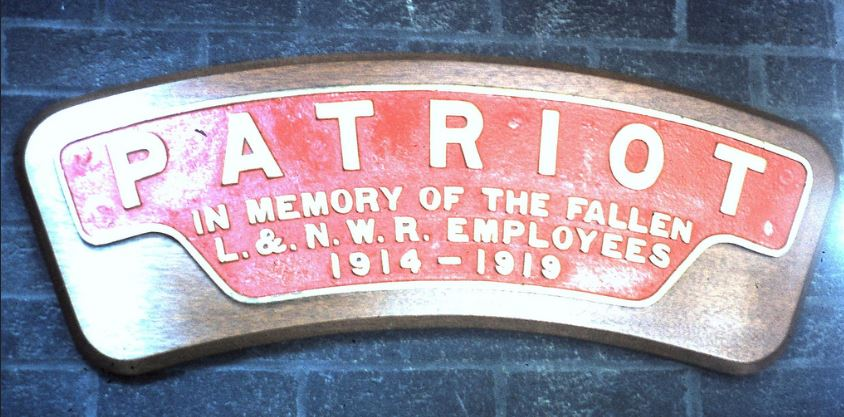 PATRIOT
IN MEMORY OF THE FALLEN
L.&.N.W.R. EMPLOYEES
1914-1919